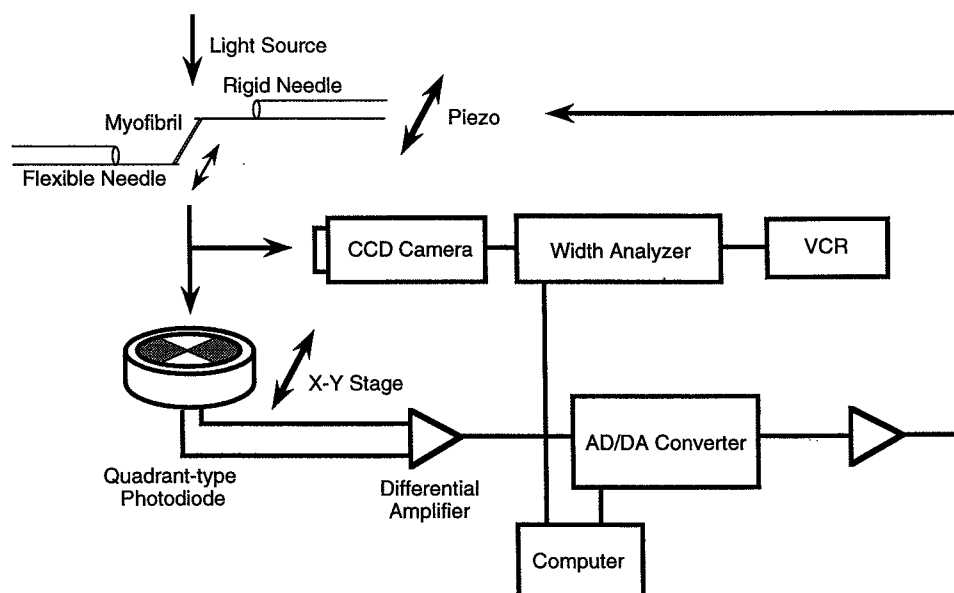 Light Source
Rigid Needle
Myofibril
Piezo
Flexible Needle
CCD Camera
Width Analyzer
VCR
X-Y Stage
AD/DA Converter
Quadrant-type
Photodiode
Differential
Amplifier
Computer